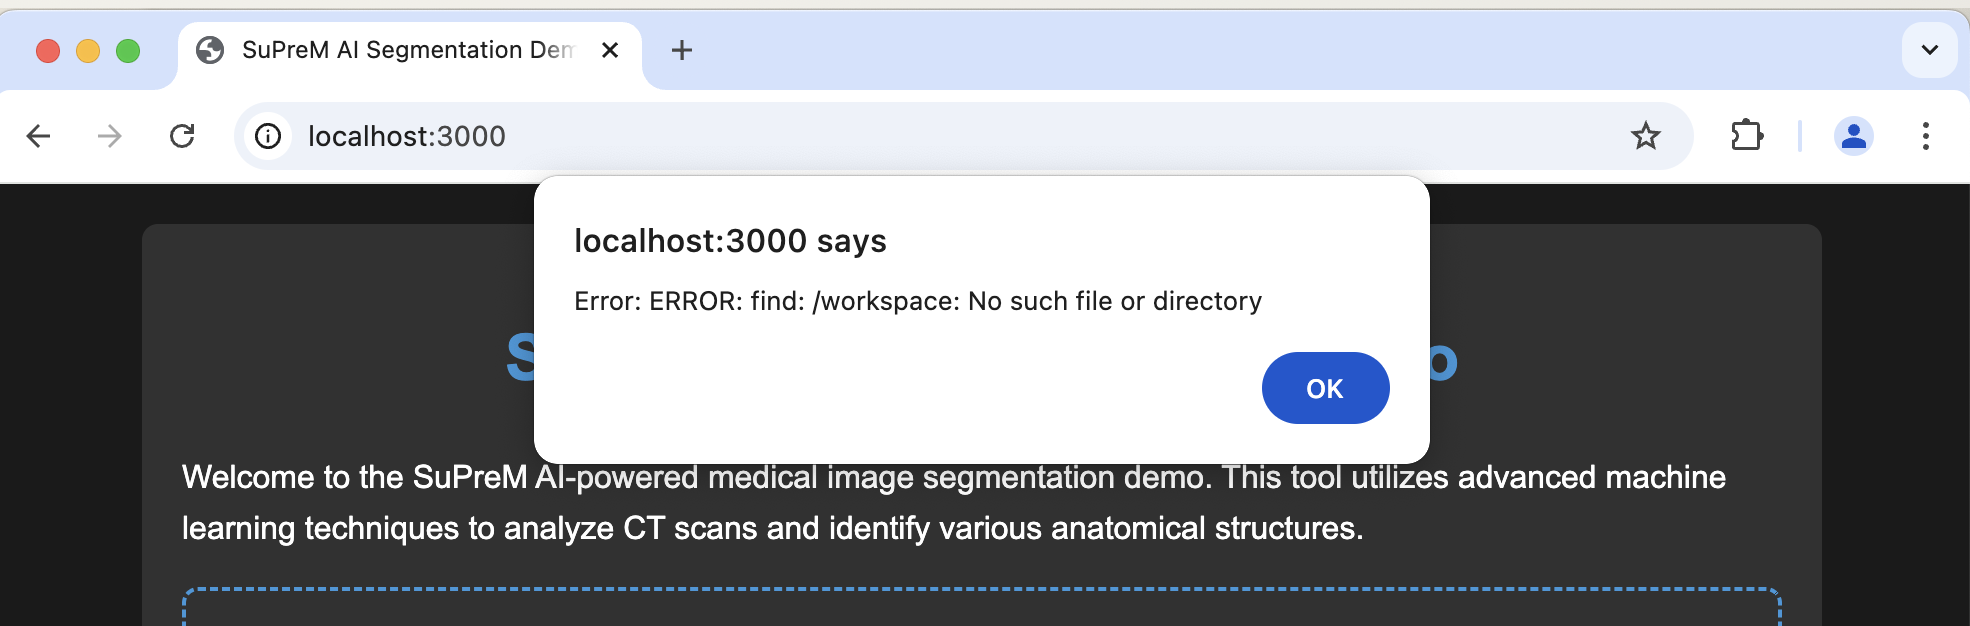 SuPreM AI Segmentation Dem
localhost:3000
localhost:3000 says
Error: ERROR: find: /workspace: No such file or directory
OK
Welcome to the SuPreM AI-powered medical image segmentation demo. This tool utilizes advanced machine
learning techniques to analyze CT scans and identify various anatomical structures.